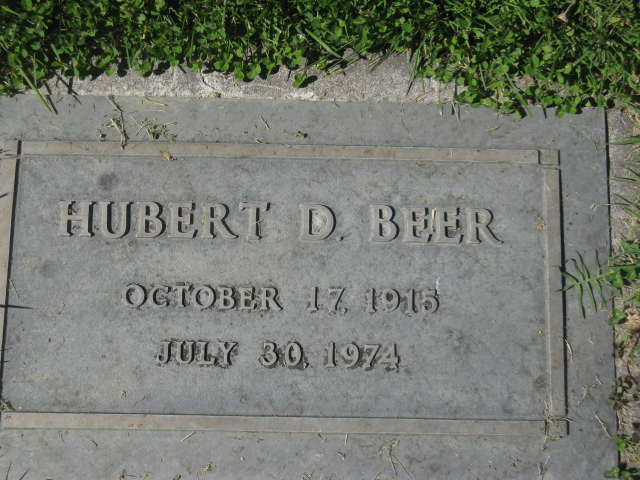 HUBERT D. BEER
OCTOBER 17, 1915
JULY 30, 1974